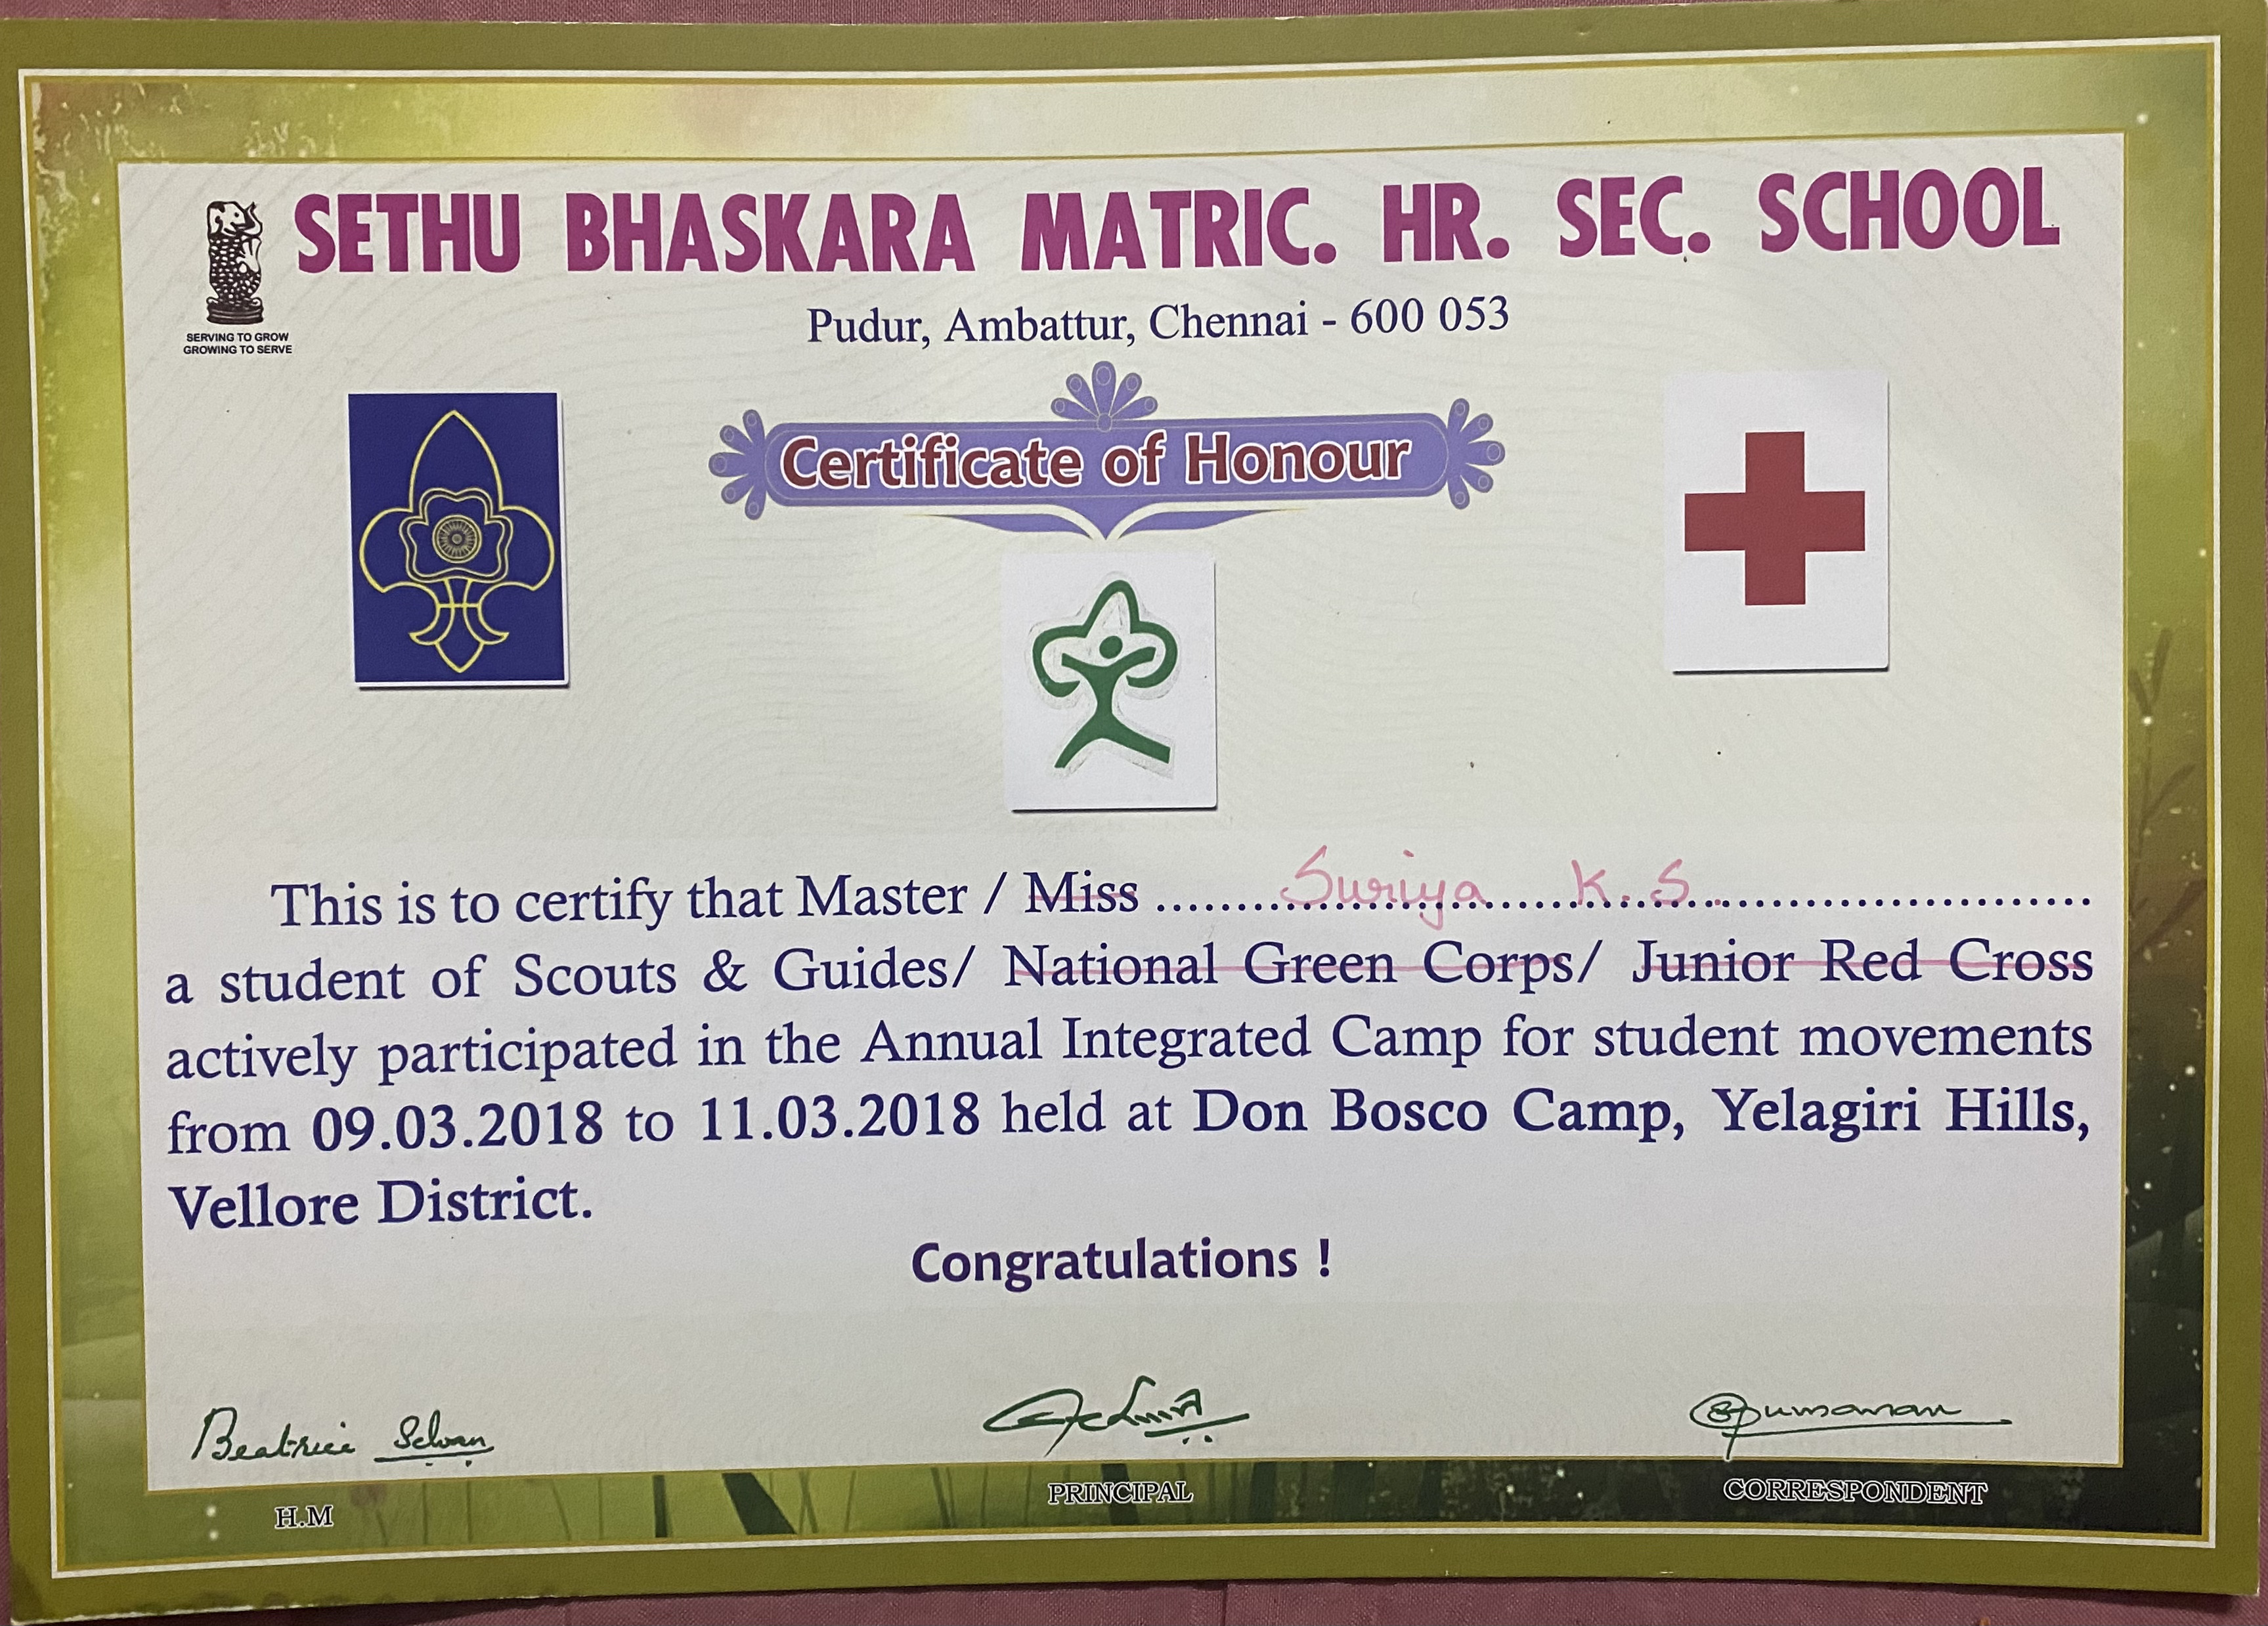 SETHU BHASKARA MATRIC. HR. SEC. SCHOOL
SERVING TO GROW
GROWING TO SERVE
Pudur, Ambattur, Chennai - 600 053
Certificate of Honour
This is to certify that Master / Miss ........ Suriya K.S. ........
a student of Scouts & Guides/ National Green Corps/ Junior Red Cross
actively participated in the Annual Integrated Camp for student movements
from 09.03.2018 to 11.03.2018 held at Don Bosco Camp, Yelagiri Hills,
Vellore District.
Congratulations !
Beatrice Selvan
H.M
PRINCIPAL
CORRESPONDENT